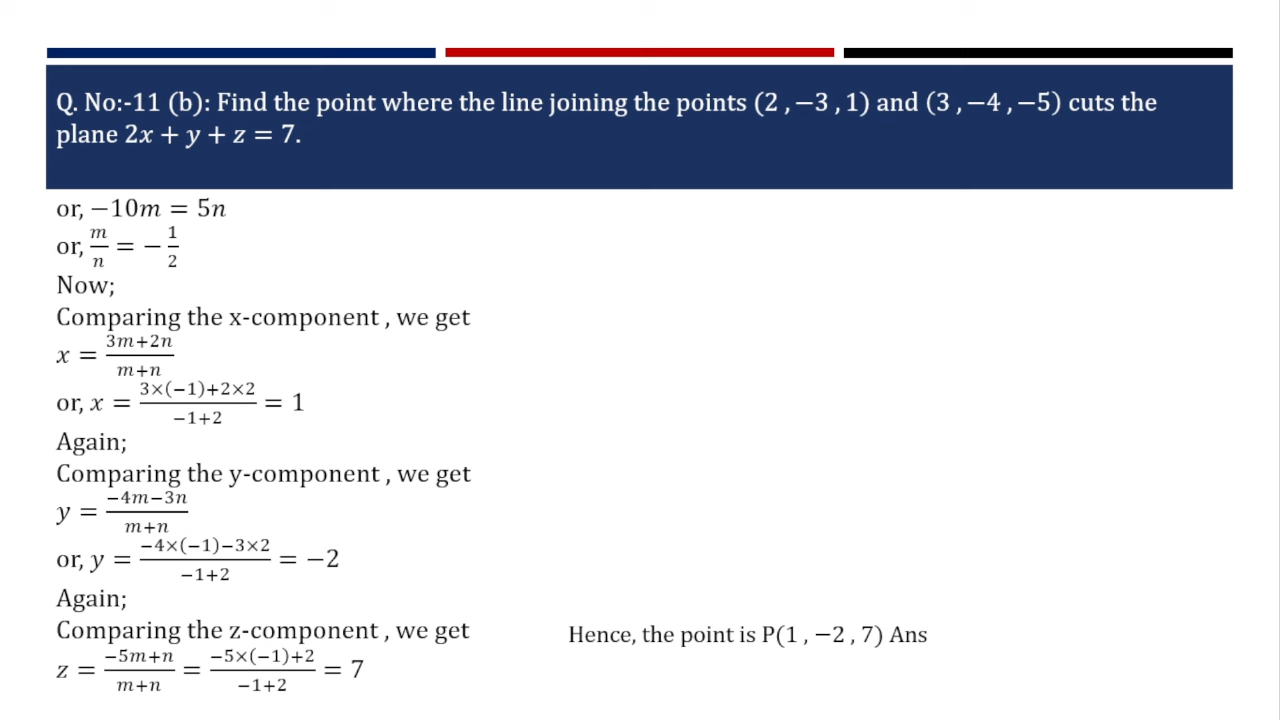 Q. No:-11 (b): Find the point where the line joining the points (2 , −3 , 1) and (3 , −4 , −5) cuts the
plane 2x + y + z = 7.
or, −10m = 5n
or, m/n = − 1/2
Now;
Comparing the x-component , we get
x = 3m+2n/m+n
or, x = 3×(−1)+2×2/−1+2 = 1
Again;
Comparing the y-component , we get
y = −4m−3n/m+n
or, y = −4×(−1)−3×2/−1+2 = −2
Again;
Comparing the z-component , we get
z = −5m+n/m+n = −5×(−1)+2/−1+2 = 7
Hence, the point is P(1 , −2 , 7) Ans